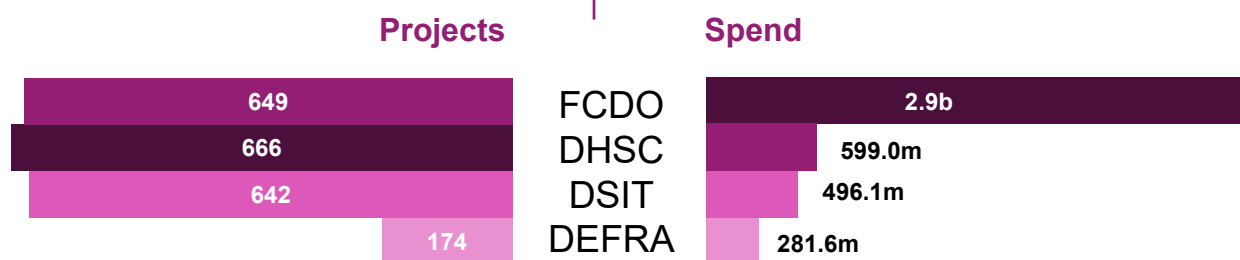 Projects Spend
649 FCDO 2.9b
666 DHSC 599.0m
642 DSIT 496.1m
174 DEFRA 281.6m